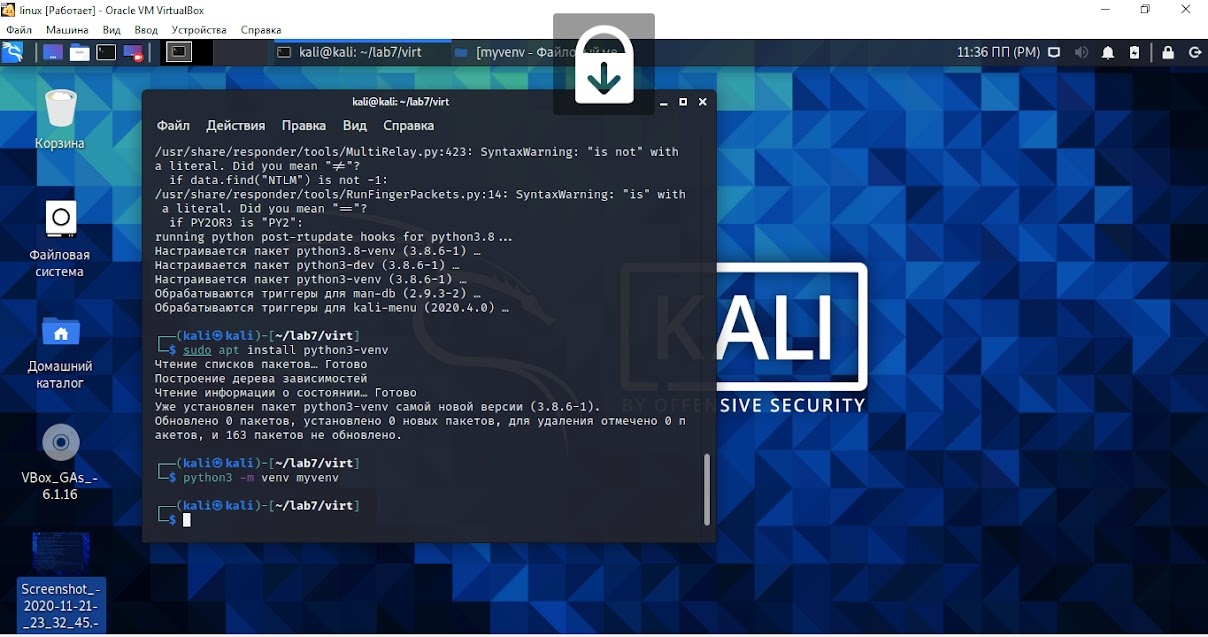 linux [Работает] - Oracle VM VirtualBox
Файл Машина Вид Ввод Устройства Справка
kali@kali: ~/lab7/virt
[myvenv - Файло
11:36 ПП (PM)
Корзина
Файловая
система
Домашний
каталог
VBox_GAs_-
6.1.16
Screenshot_-
2020-11-21-
_23_32_45.-
kali@kali: ~/lab7/virt
Файл Действия Правка Вид Справка
/usr/share/responder/tools/MultiRelay.py:423: SyntaxWarning: "is not" with
a literal. Did you mean "≠"?
if data.find("NTLM") is not -1:
/usr/share/responder/tools/RunFingerPackets.py:14: SyntaxWarning: "is" with
a literal. Did you mean "=="?
if PY2OR3 is "PY2":
running python post-rtupdate hooks for python3.8...
Настраивается пакет python3.8-venv (3.8.6-1) …
Настраивается пакет python3-dev (3.8.6-1) …
Настраивается пакет python3-venv (3.8.6-1) …
Обрабатываются триггеры для man-db (2.9.3-2) …
Обрабатываются триггеры для kali-menu (2020.4.0) …
┌──(kali㉿kali)-[~/lab7/virt]
└─$ sudo apt install python3-venv
Чтение списков пакетов… Готово
Построение дерева зависимостей
Чтение информации о состоянии… Готово
Уже установлен пакет python3-venv самой новой версии (3.8.6-1).
Обновлено 0 пакетов, установлено 0 новых пакетов, для удаления отмечено 0 п
акетов, и 163 пакетов не обновлено.
┌──(kali㉿kali)-[~/lab7/virt]
└─$ python3 -m venv myvenv
┌──(kali㉿kali)-[~/lab7/virt]
└─$
KALI
BY OFFENSIVE SECURITY